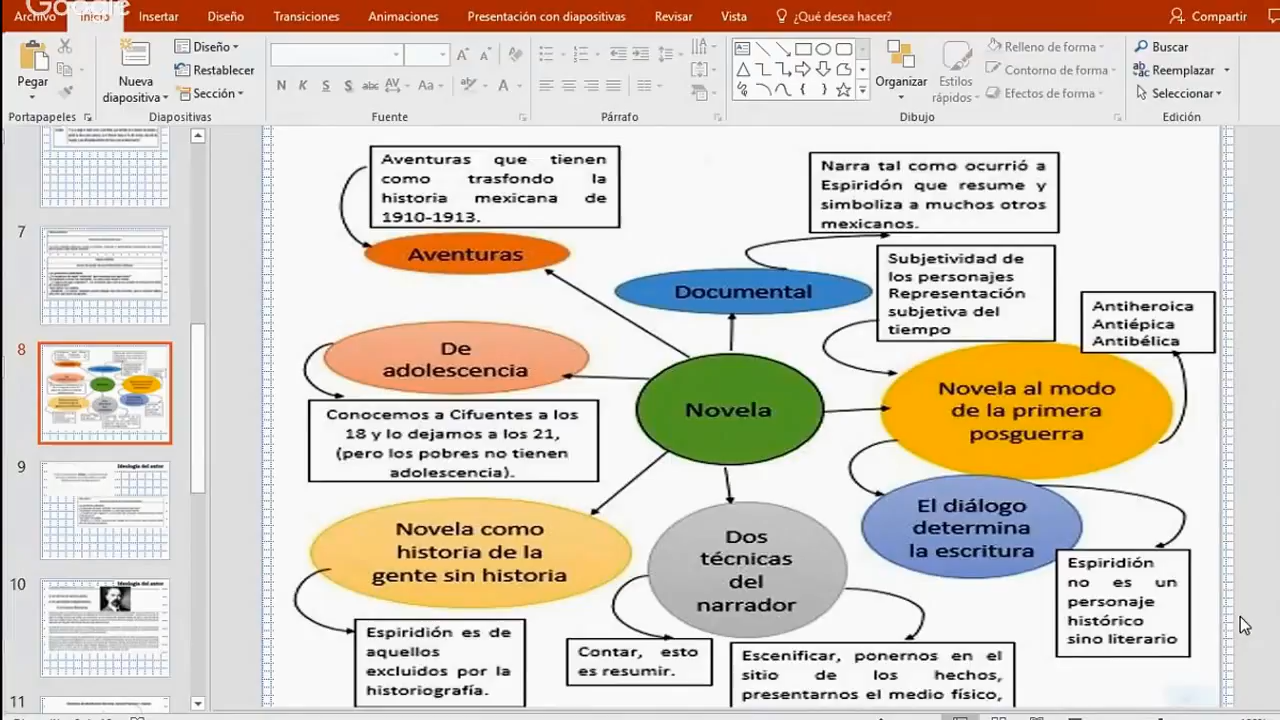 Google
Archivo Inicio Insertar Diseño Transiciones Animaciones Presentación con diapositivas Revisar Vista ¿Qué desea hacer? Compartir
Pegar
Nueva
diapositiva
Diseño
Restablecer
Sección
N K S S abc AV Aa A
Relleno de forma
Contorno de forma
Efectos de forma
Organizar
Estilos
rápidos
Buscar
Reemplazar
Seleccionar
Portapapeles Diapositivas Fuente Párrafo Dibujo Edición
7
8
9
Ideología del autor
10
Ideología del autor
11
Aventuras que tienen
como trasfondo la
historia mexicana de
1910-1913.
Aventuras
Narra tal como ocurrió a
Espiridón que resume y
simboliza a muchos otros
mexicanos.
Documental
Subjetividad de
los personajes
Representación
subjetiva del
tiempo
Antiheroica
Antiépica
Antibélica
De
adolescencia
Conocemos a Cifuentes a los
18 y lo dejamos a los 21,
(pero los pobres no tienen
adolescencia).
Novela
Novela al modo
de la primera
posguerra
El diálogo
determina
la escritura
Espiridión
no es un
personaje
histórico
sino literario
Novela como
historia de la
gente sin historia
Espiridión es de
aquellos
excluidos por la
historiografía.
Dos
técnicas
del
narrador
Contar, esto
es resumir.
Escenificar, ponernos en el
sitio de los hechos,
presentarnos el medio físico,